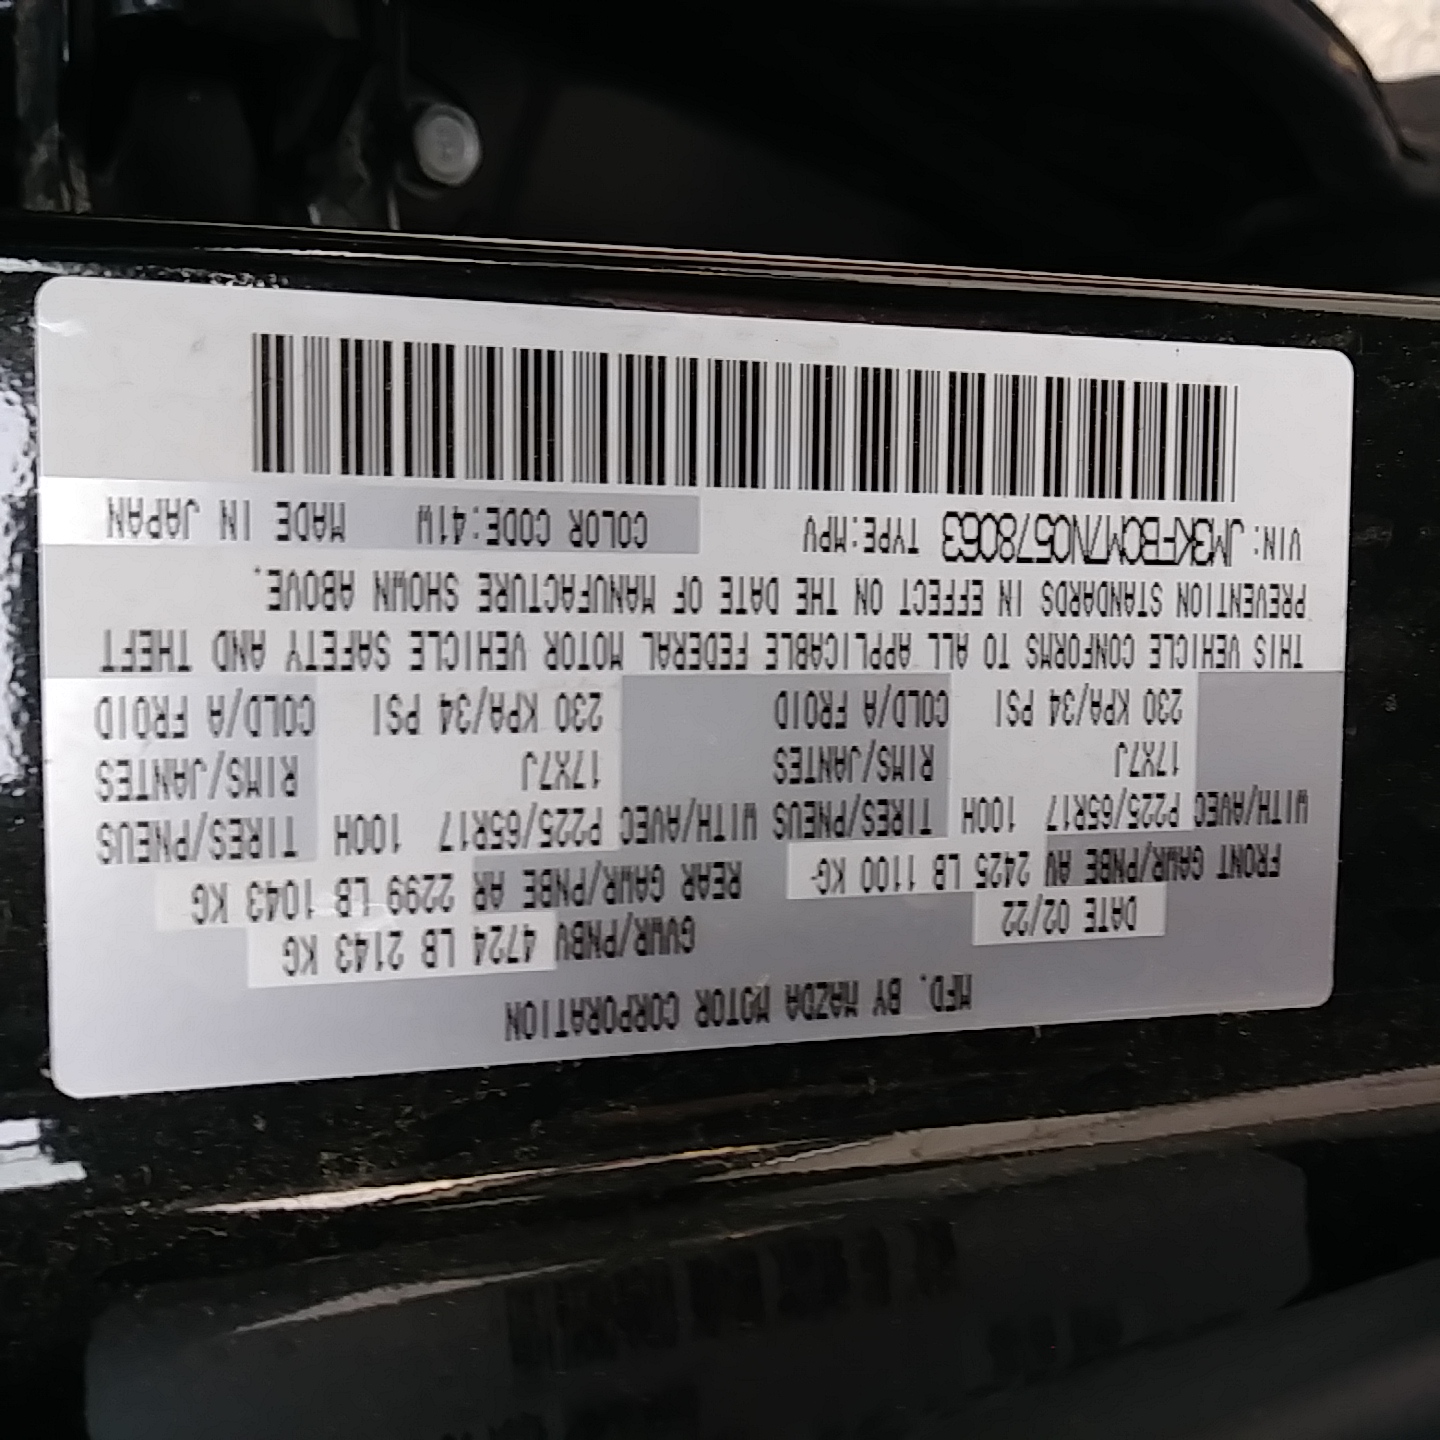 MFD. BY MAZDA MOTOR CORPORATION
DATE 02/22 GVWR/PNBV 4724 LB 2143 KG
FRONT GAWR/PNBE AV 2425 LB 1100 KG REAR GAWR/PNBE AR 2299 LB 1043 KG
WITH/AVEC P225/65R17 100H TIRES/PNEUS WITH/AVEC P225/65R17 100H TIRES/PNEUS
17X7J RIMS/JANTES 17X7J RIMS/JANTES
230 KPA/34 PSI COLD/A FROID 230 KPA/34 PSI COLD/A FROID
THIS VEHICLE CONFORMS TO ALL APPLICABLE FEDERAL MOTOR VEHICLE SAFETY AND THEFT
PREVENTION STANDARDS IN EFFECT ON THE DATE OF MANUFACTURE SHOWN ABOVE.
VIN: JM3KFBCM7N0578063 TYPE:MPV COLOR CODE:41W MADE IN JAPAN